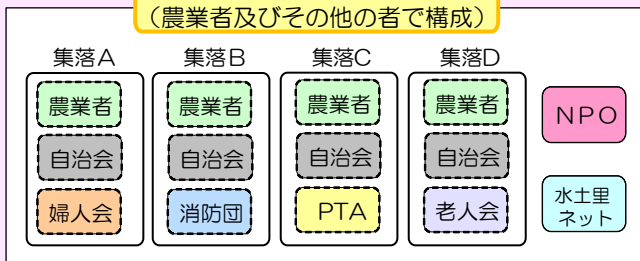 （農業者及びその他の者で構成）
集落A
集落B
集落C
集落D
農業者
農業者
農業者
農業者
自治会
自治会
自治会
自治会
婦人会
消防団
PTA
老人会
NPO
水土里
ネット